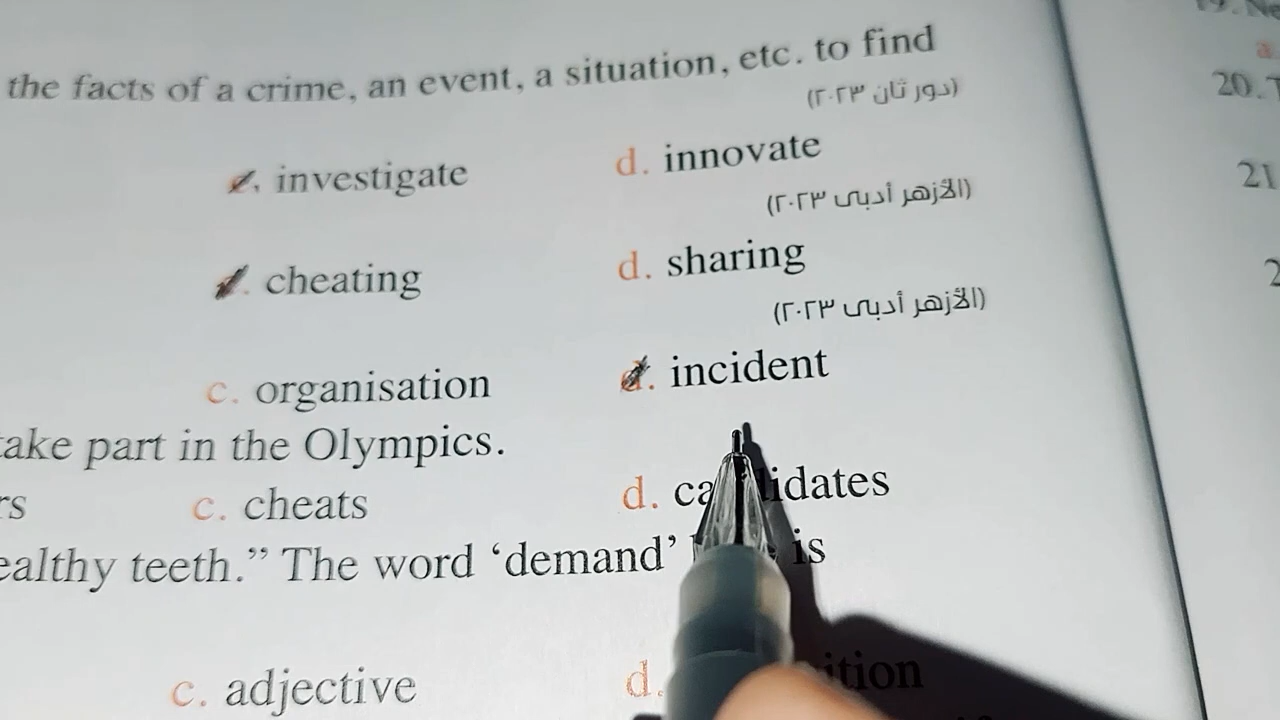 the facts of a crime, an event, a situation, etc. to find
(دور ثان ٢٠٢٣)
investigate d. innovate
(الأزهر أدبى ٢٠٢٣)
cheating d. sharing
(الأزهر أدبى ٢٠٢٣)
c. organisation d. incident
take part in the Olympics.
c. cheats d.
teeth.” The word ‘demand’ is
c. adjective d.
20.
21